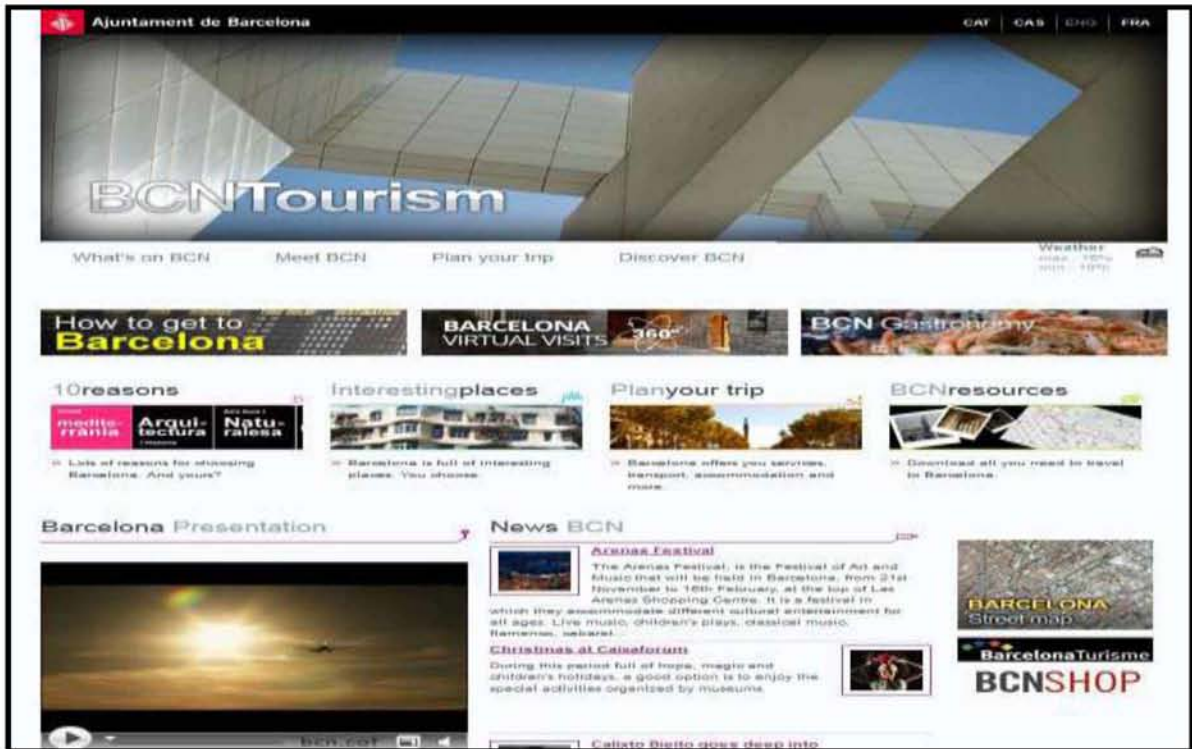 Ajuntament de Barcelona
CAT CAS ENG FRA
BCNTourism
What's on BCN Meet BCN Plan your trip Discover BCN
Weather
How to get to
Barcelona
BARCELONA
VIRTUAL VISITS
360°
BCN Gastronomy
10reasons
medite-
rrània
Arqui-
tectura
Natu-
ralesa
» Lots of reasons for choosing
Barcelona. And yours?
Interestingplaces
» Barcelona is full of interesting
places. You choose.
Planyour trip
» Barcelona offers you services,
transport, accommodation and
more.
BCNresources
» Download all you need to travel
to Barcelona.
Barcelona Presentation
bcn.cat
News BCN
Arenas Festival
The Arenas Festival, is the Festival of Art and
Music that will be held in Barcelona, from 21st
November to 16th February, at the top of Las
Arenas Shopping Centre. It is a festival in
which they accommodate different cultural entertainment for
all ages. Live music, children's plays, classical music,
flamenco, cabaret...
Christmas at Caixaforum
During this period full of hope, magic and
children's holidays, a good option is to enjoy the
special activities organized by museums.
Calixto Bieito goes deep into
BARCELONA
Street map
BarcelonaTurisme
BCNSHOP